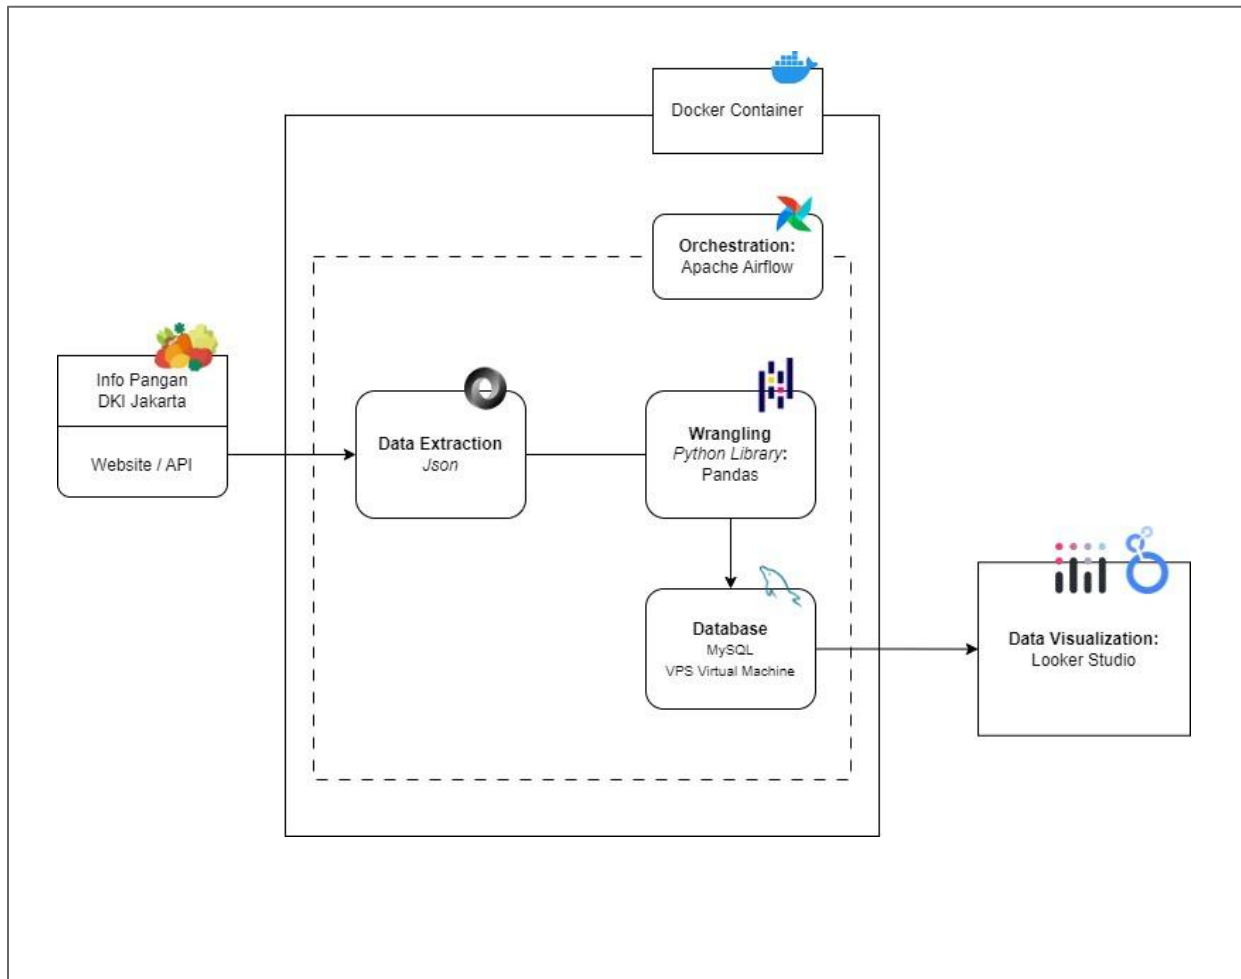 Docker Container
Orchestration:
Apache Airflow
Info Pangan
DKI Jakarta
Website / API
Data Extraction
Json
Wrangling
Python Library:
Pandas
Database
MySQL
VPS Virtual Machine
Data Visualization:
Looker Studio